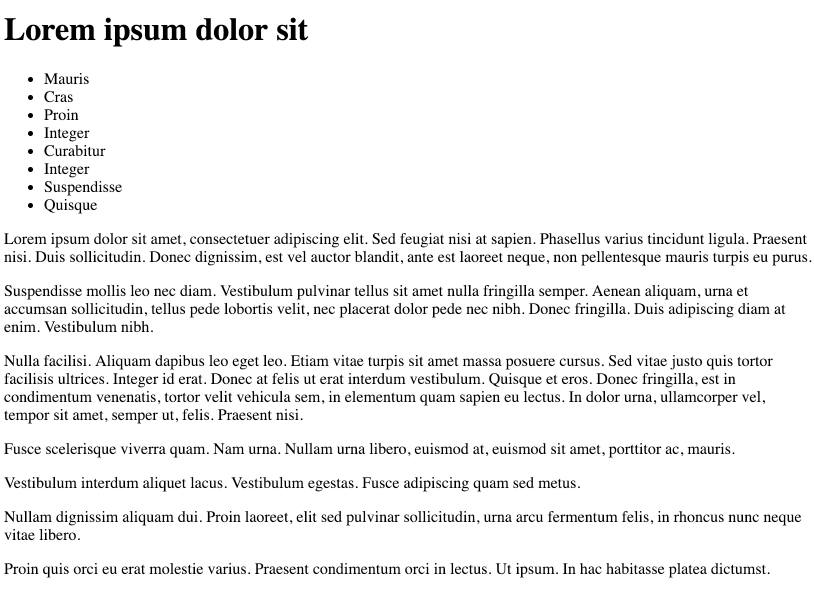 Lorem ipsum dolor sit
Mauris
Cras
Proin
Integer
Curabitur
Integer
Suspendisse
Quisque
Lorem ipsum dolor sit amet, consectetuer adipiscing elit. Sed feugiat nisi at sapien. Phasellus varius tincidunt ligula. Praesent
nisi. Duis sollicitudin. Donec dignissim, est vel auctor blandit, ante est laoreet neque, non pellentesque mauris turpis eu purus.
Suspendisse mollis leo nec diam. Vestibulum pulvinar tellus sit amet nulla fringilla semper. Aenean aliquam, urna et
accumsan sollicitudin, tellus pede lobortis velit, nec placerat dolor pede nec nibh. Donec fringilla. Duis adipiscing diam at
enim. Vestibulum nibh.
Nulla facilisi. Aliquam dapibus leo eget leo. Etiam vitae turpis sit amet massa posuere cursus. Sed vitae justo quis tortor
facilisis ultrices. Integer id erat. Donec at felis ut erat interdum vestibulum. Quisque et eros. Donec fringilla, est in
condimentum venenatis, tortor velit vehicula sem, in elementum quam sapien eu lectus. In dolor urna, ullamcorper vel,
tempor sit amet, semper ut, felis. Praesent nisi.
Fusce scelerisque viverra quam. Nam urna. Nullam urna libero, euismod at, euismod sit amet, porttitor ac, mauris.
Vestibulum interdum aliquet lacus. Vestibulum egestas. Fusce adipiscing quam sed metus.
Nullam dignissim aliquam dui. Proin laoreet, elit sed pulvinar sollicitudin, urna arcu fermentum felis, in rhoncus nunc neque
vitae libero.
Proin quis orci eu erat molestie varius. Praesent condimentum orci in lectus. Ut ipsum. In hac habitasse platea dictumst.